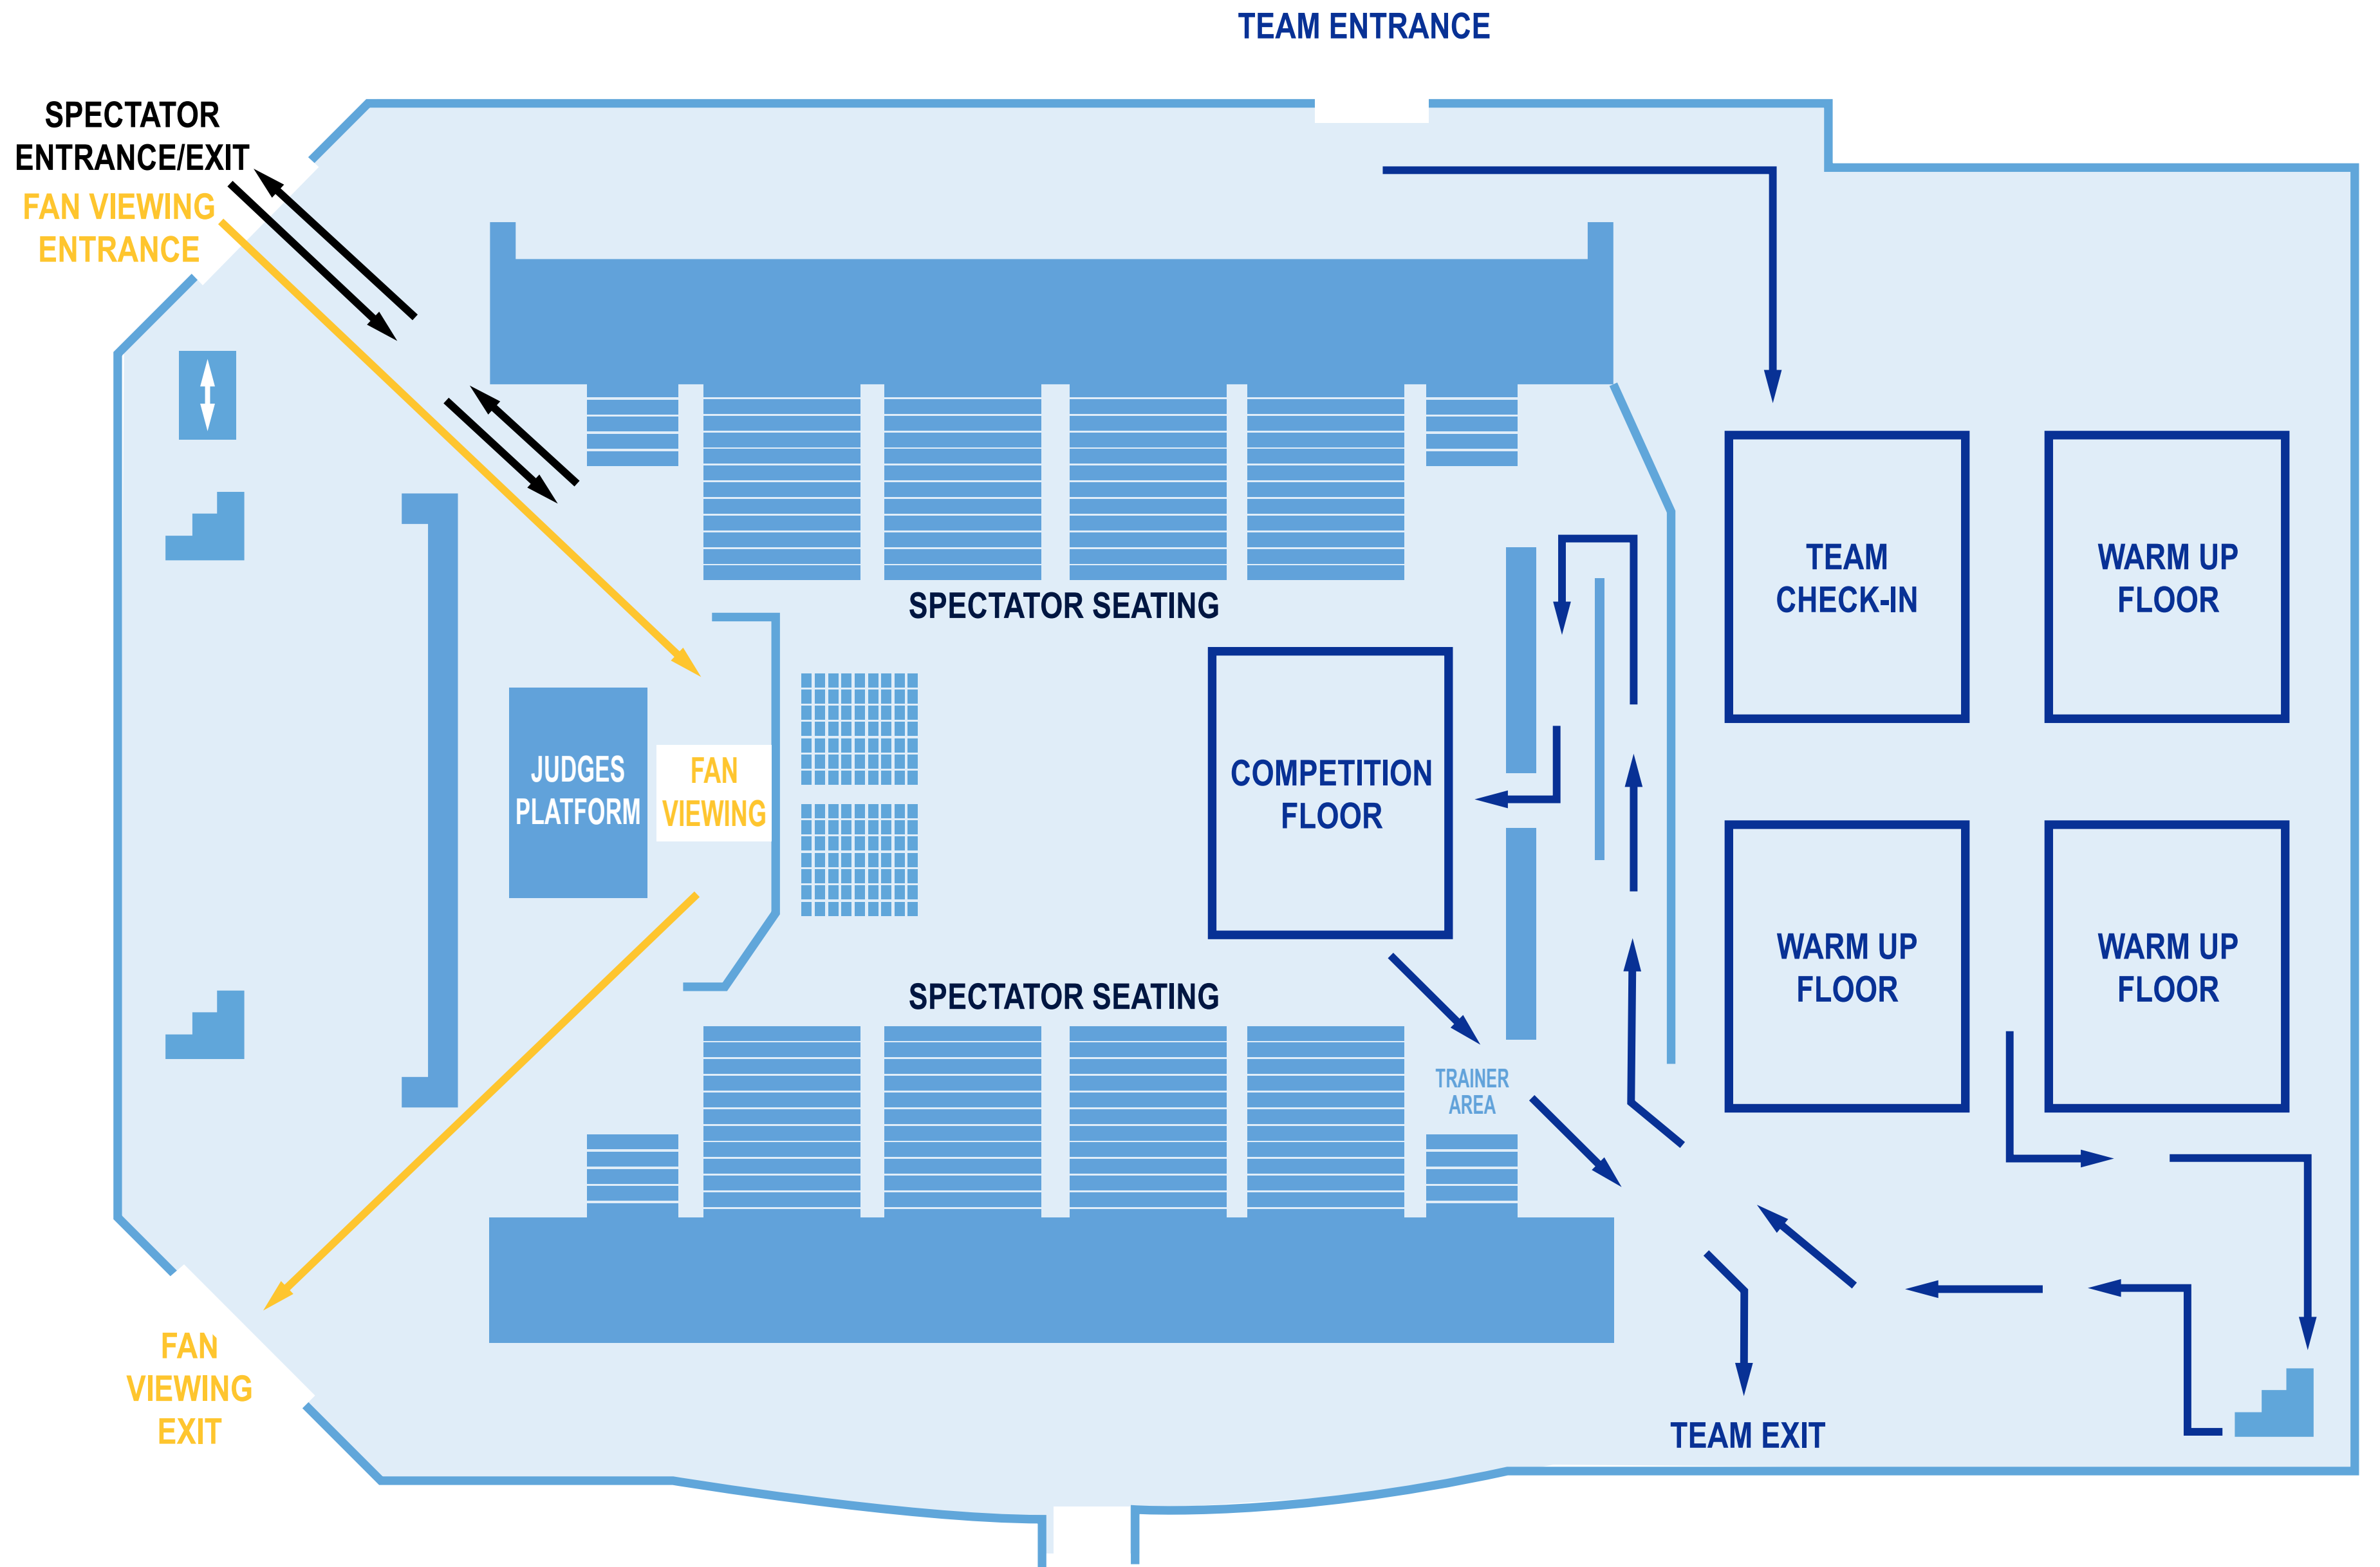 TEAM ENTRANCE
SPECTATOR
ENTRANCE/EXIT
FAN VIEWING
ENTRANCE
TEAM
CHECK-IN
WARM UP
FLOOR
SPECTATOR SEATING
JUDGES
PLATFORM
FAN
VIEWING
COMPETITION
FLOOR
WARM UP
FLOOR
WARM UP
FLOOR
SPECTATOR SEATING
TRAINER
AREA
FAN
VIEWING
EXIT
TEAM EXIT